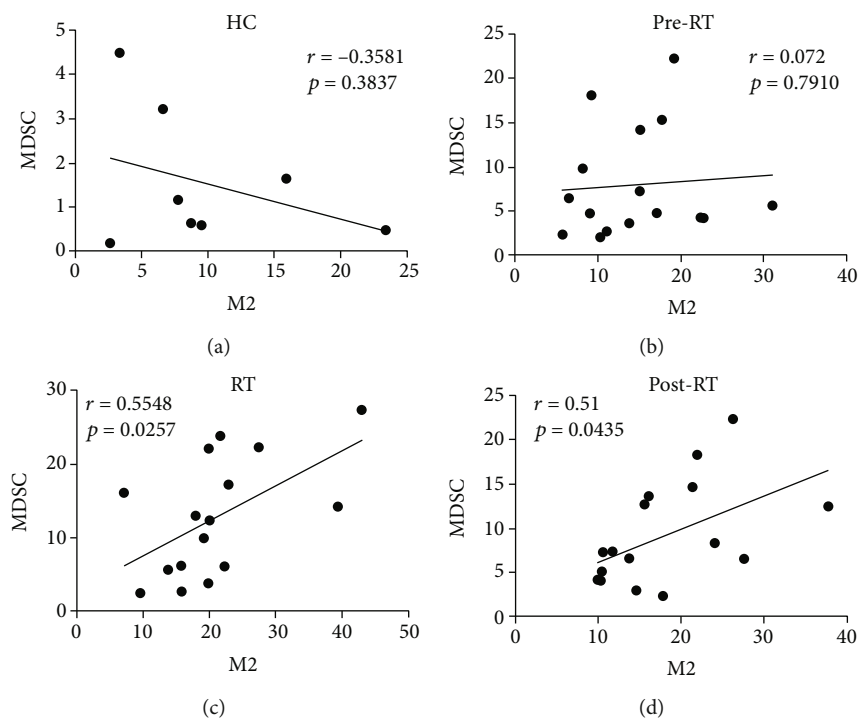 HC
r = –0.3581
p = 0.3837
MDSC
5
4
3
2
1
0
0 5 10 15 20 25
M2
(a)
Pre-RT
r = 0.072
p = 0.7910
MDSC
25
20
15
10
5
0
0 10 20 30 40
M2
(b)
RT
r = 0.5548
p = 0.0257
MDSC
30
20
10
0
0 10 20 30 40 50
M2
(c)
Post-RT
r = 0.51
p = 0.0435
MDSC
25
20
15
10
5
0
0 10 20 30 40
M2
(d)